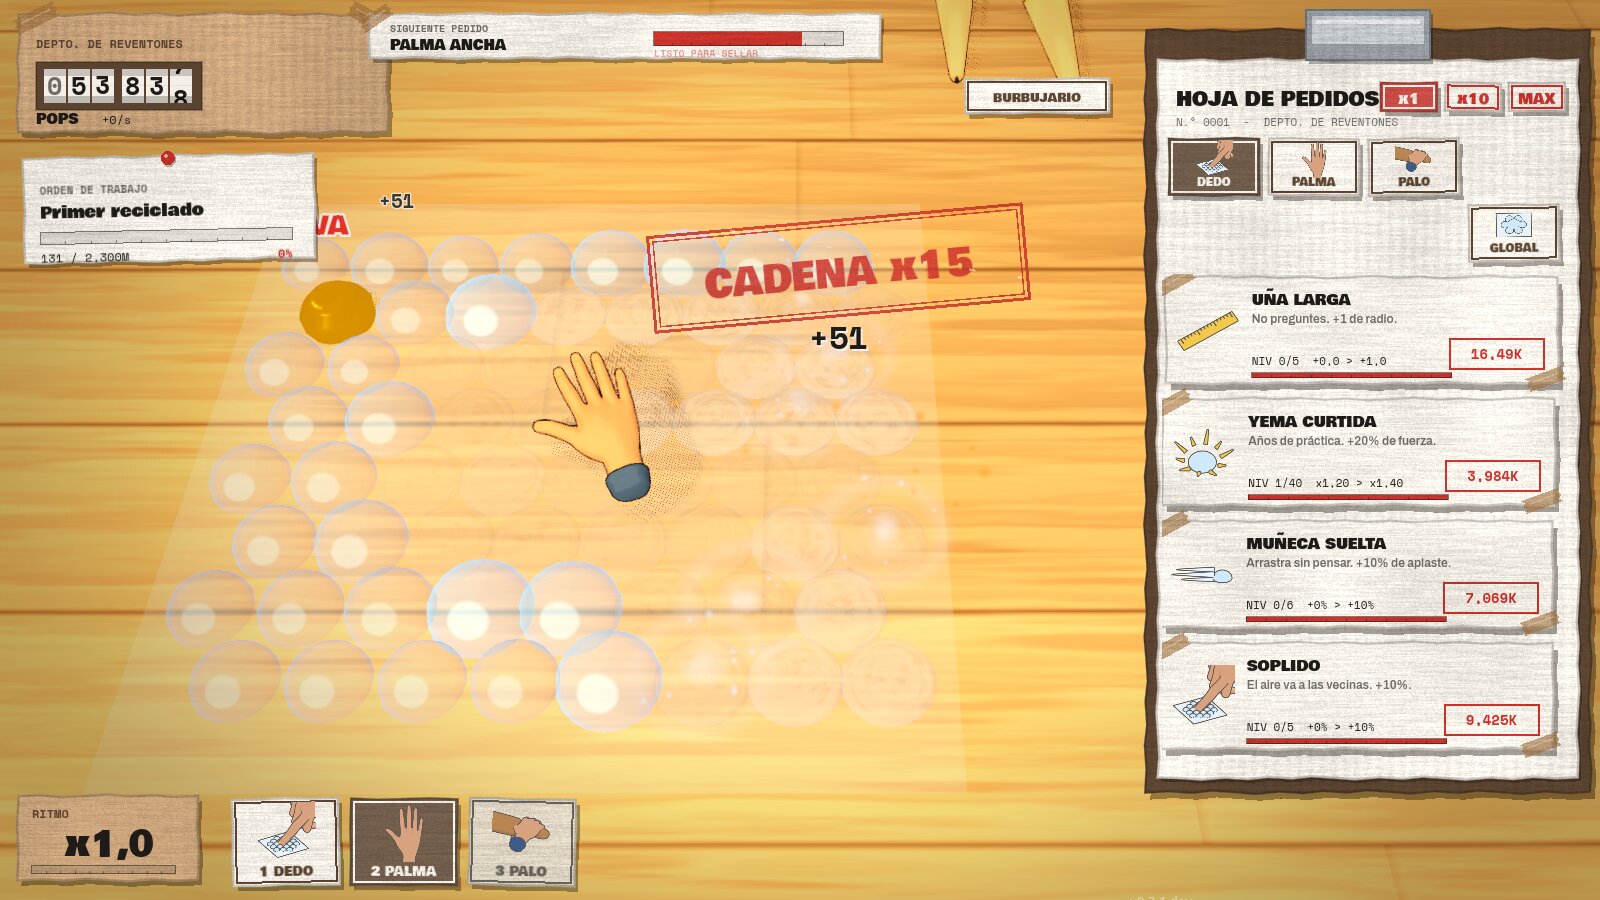 DEPTO. DE REVENTONES
05383
POPS +0/s
SIGUIENTE PEDIDO
PALMA ANCHA
LISTO PARA SELLAR
BURBUJARIO
ORDEN DE TRABAJO
Primer reciclado
0%
131 / 2,300M
VA
+51
CADENA x15
+51
HOJA DE PEDIDOS
x1
x10
MAX
N.° 0001 - DEPTO. DE REVENTONES
DEDO
PALMA
PALO
GLOBAL
UÑA LARGA
No preguntes. +1 de radio.
NIV 0/5 +0,0 > +1,0
16,49K
YEMA CURTIDA
Años de práctica. +20% de fuerza.
NIV 1/40 x1,20 > x1,40
3,984K
MUÑECA SUELTA
Arrastra sin pensar. +10% de aplaste.
NIV 0/6 +0% > +10%
7,069K
SOPLIDO
El aire va a las vecinas. +10%.
NIV 0/5 +0% > +10%
9,425K
RITMO
x1,0
1 DEDO
2 PALMA
3 PALO